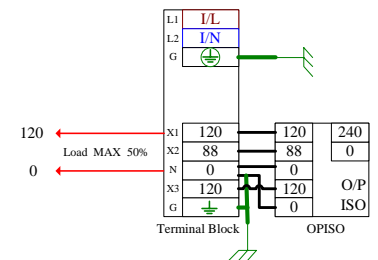 L1 I/L
L2 I/N
G
120 X1 120 120 240
Load MAX 50% X2 88 88 0
0 N 0 0
X3 120 120 O/P
G 0 ISO
Terminal Block OPISO